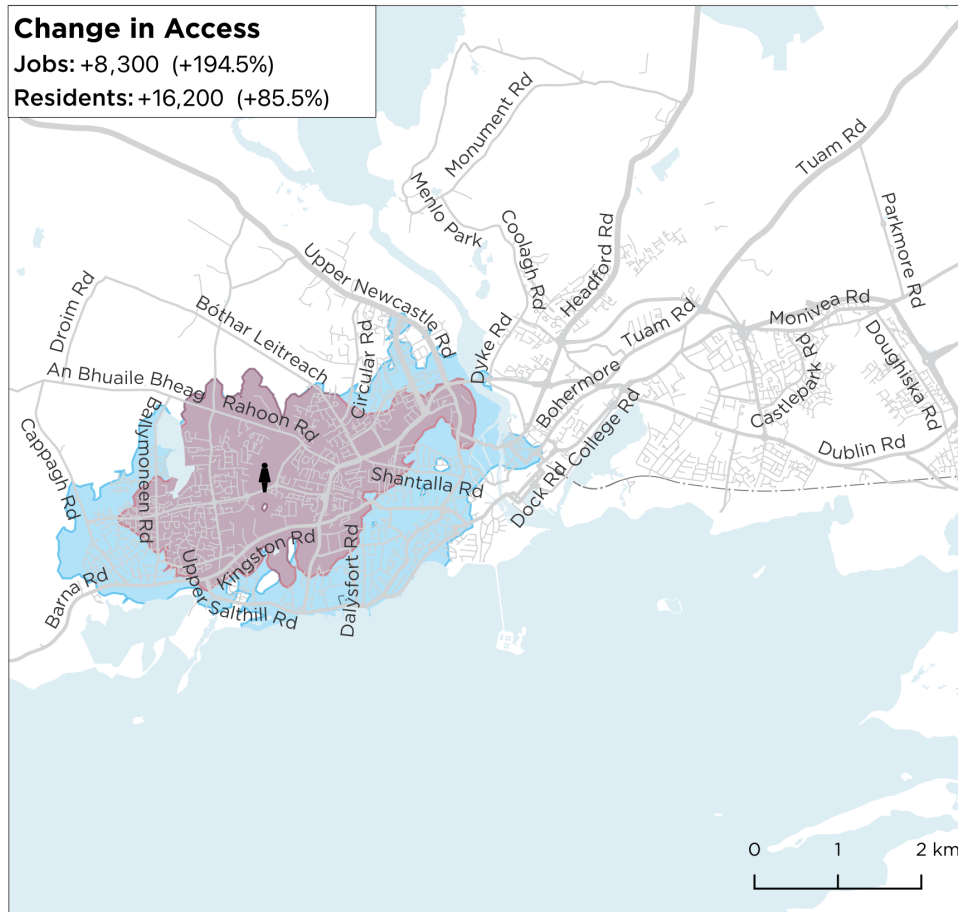 Change in Access
Jobs: +8,300 (+194.5%)
Residents: +16,200 (+85.5%)
Monument Rd
Tuam Rd
Menlo Park
Parkmore Rd
Coolagh Rd
Headford Rd
Upper Newcastle Rd
Droim Rd
Bóthar Leitreach
Circular Rd
Dyke Rd
Tuam Rd
Monivea Rd
An Bhuaile Bheag
Rahoon Rd
Bohermore
Castlepark Rd
Doughiska Rd
Cappagh Rd
Ballymoneen Rd
College Rd
Dublin Rd
Shantalla Rd
Dock Rd
Kingston Rd
Dalysfort Rd
Upper Salthill Rd
Barna Rd
0 1 2 km